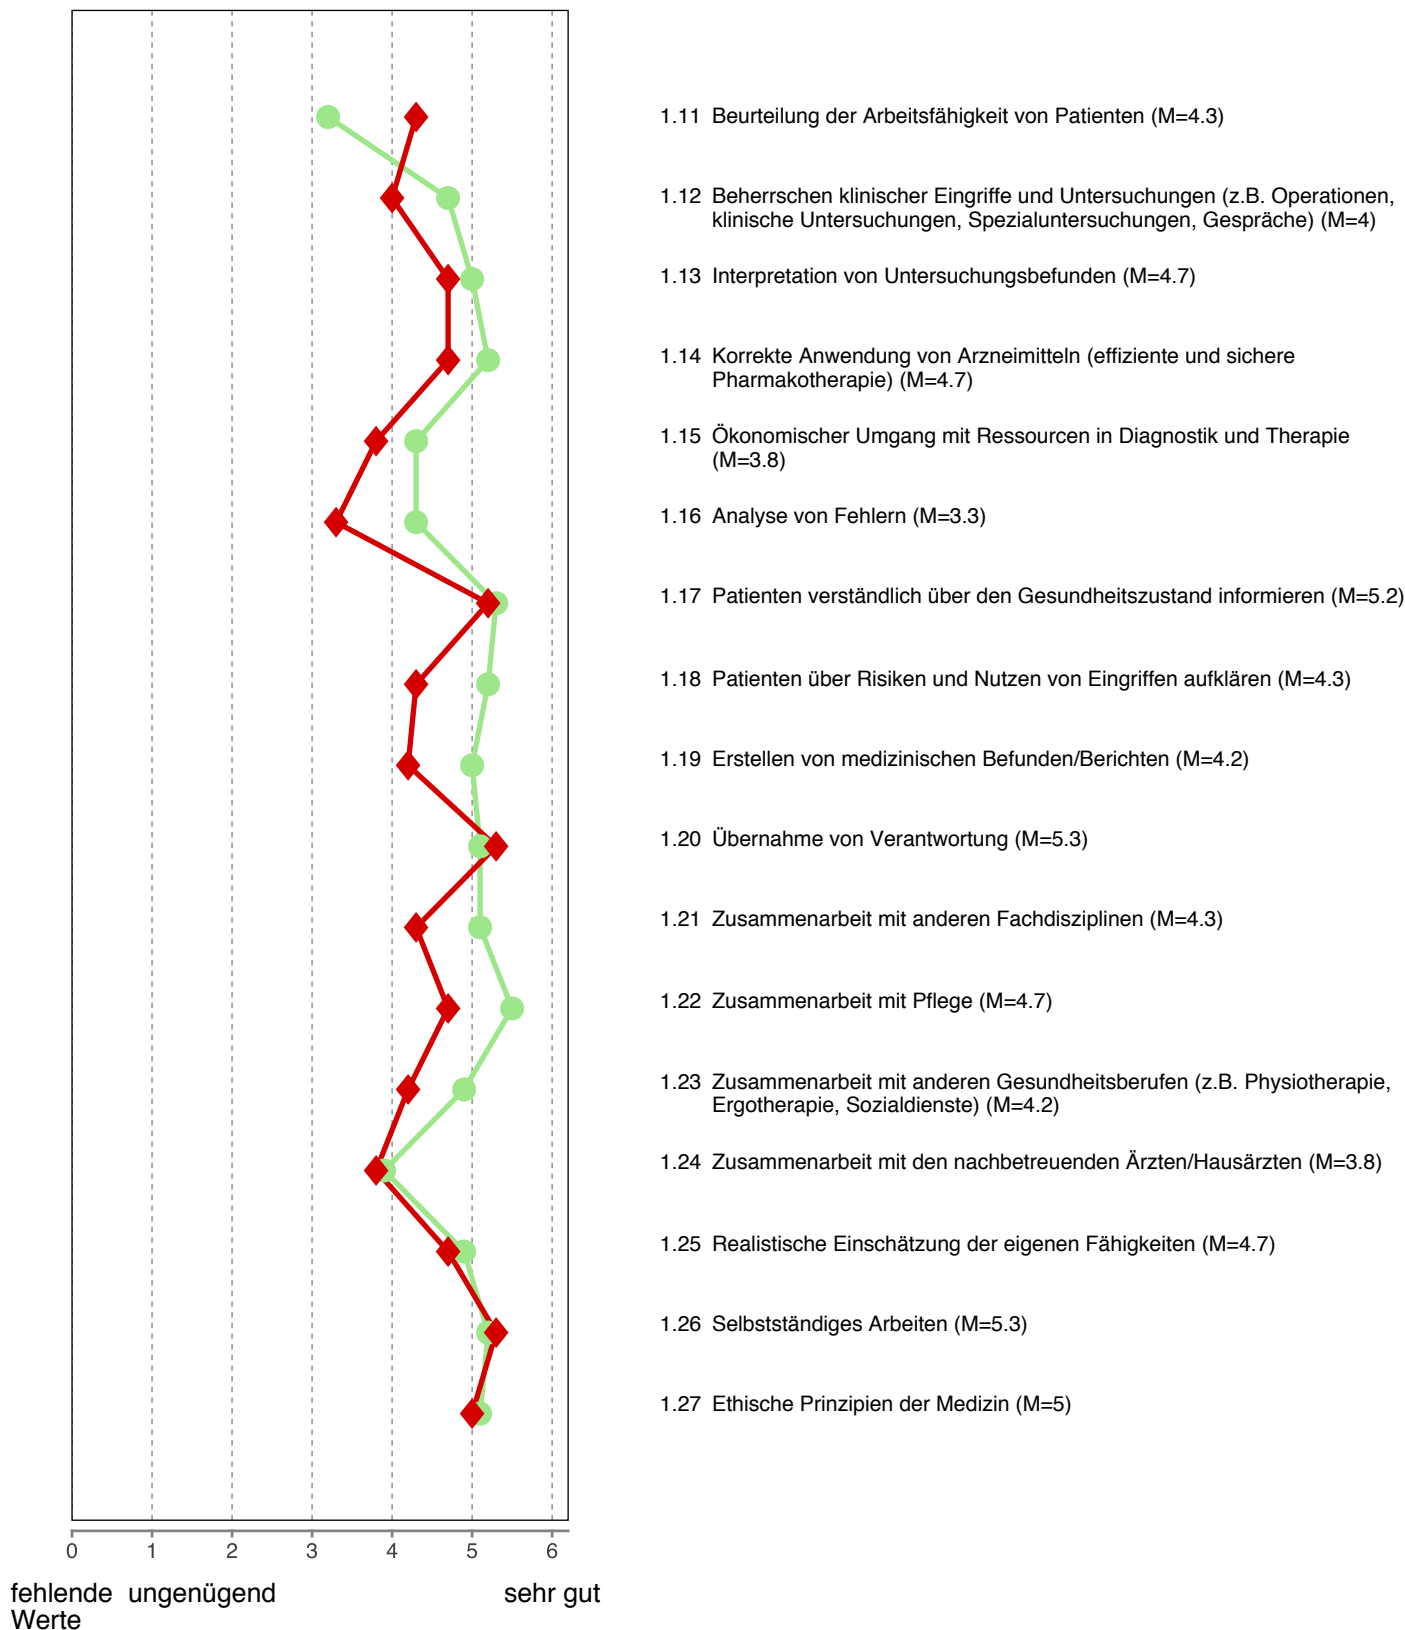 1.11 Beurteilung der Arbeitsfähigkeit von Patienten (M=4.3)
1.12 Beherrschen klinischer Eingriffe und Untersuchungen (z.B. Operationen,
klinische Untersuchungen, Spezialuntersuchungen, Gespräche) (M=4)
1.13 Interpretation von Untersuchungsbefunden (M=4.7)
1.14 Korrekte Anwendung von Arzneimitteln (effiziente und sichere
Pharmakotherapie) (M=4.7)
1.15 Ökonomischer Umgang mit Ressourcen in Diagnostik und Therapie
(M=3.8)
1.16 Analyse von Fehlern (M=3.3)
1.17 Patienten verständlich über den Gesundheitszustand informieren (M=5.2)
1.18 Patienten über Risiken und Nutzen von Eingriffen aufklären (M=4.3)
1.19 Erstellen von medizinischen Befunden/Berichten (M=4.2)
1.20 Übernahme von Verantwortung (M=5.3)
1.21 Zusammenarbeit mit anderen Fachdisziplinen (M=4.3)
1.22 Zusammenarbeit mit Pflege (M=4.7)
1.23 Zusammenarbeit mit anderen Gesundheitsberufen (z.B. Physiotherapie,
Ergotherapie, Sozialdienste) (M=4.2)
1.24 Zusammenarbeit mit den nachbetreuenden Ärzten/Hausärzten (M=3.8)
1.25 Realistische Einschätzung der eigenen Fähigkeiten (M=4.7)
1.26 Selbstständiges Arbeiten (M=5.3)
1.27 Ethische Prinzipien der Medizin (M=5)
0 1 2 3 4 5 6
fehlende ungenügend sehr gut
Werte